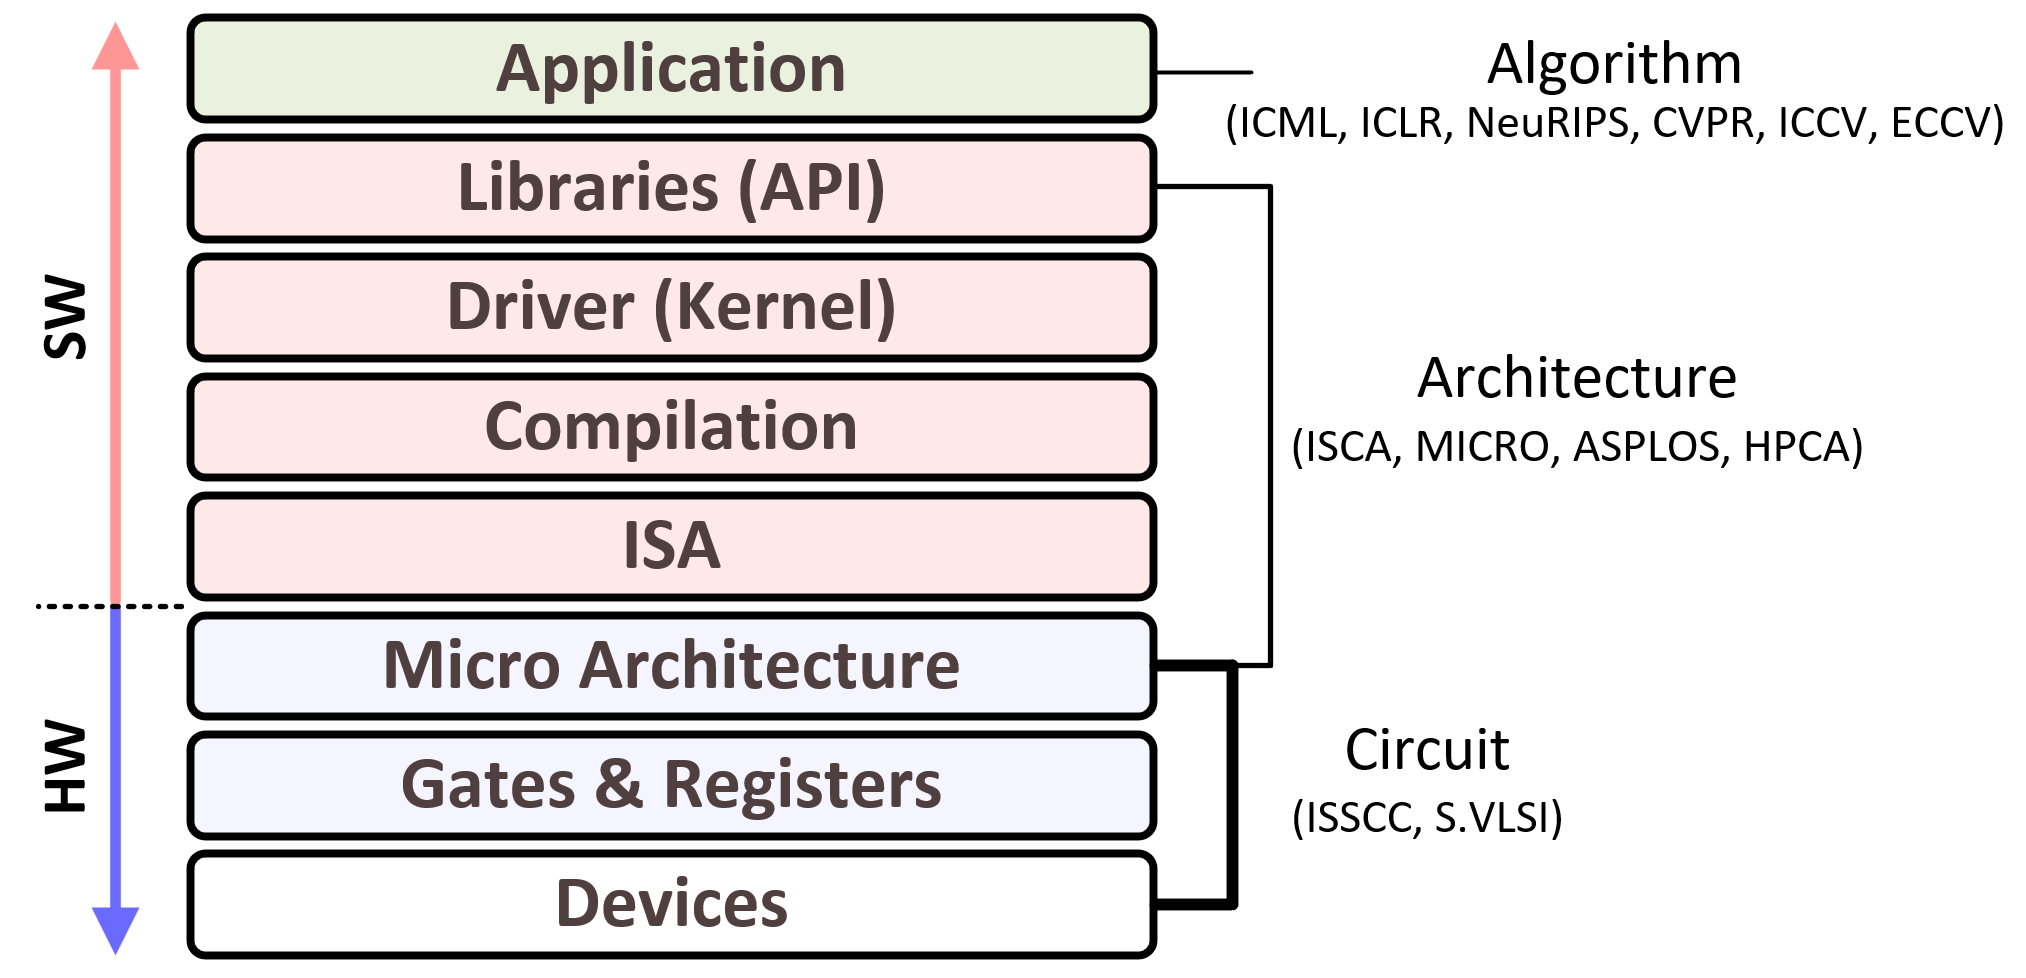 SW
HW
Application
Libraries (API)
Driver (Kernel)
Compilation
ISA
Micro Architecture
Gates & Registers
Devices
Algorithm
(ICML, ICLR, NeuRIPS, CVPR, ICCV, ECCV)
Architecture
(ISCA, MICRO, ASPLOS, HPCA)
Circuit
(ISSCC, S.VLSI)